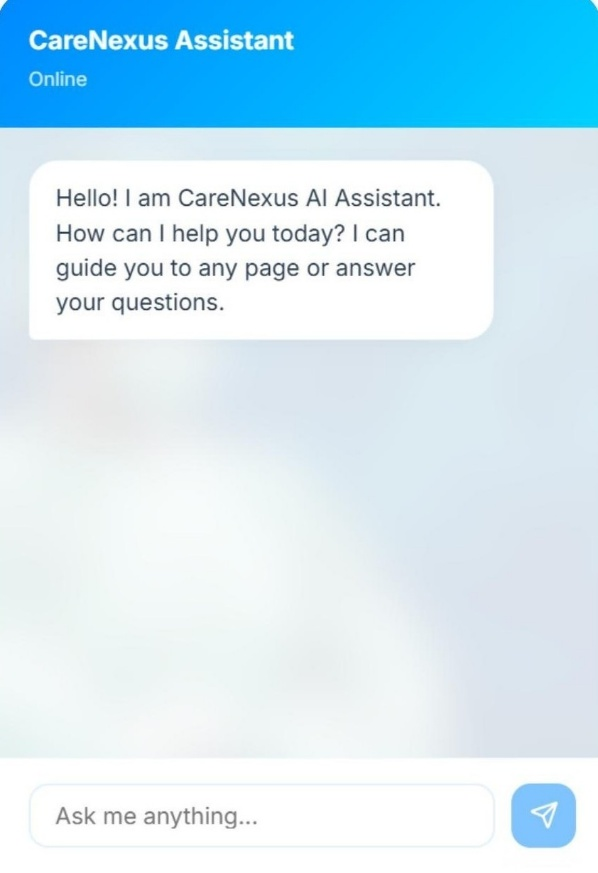 CareNexus Assistant
Online
Hello! I am CareNexus AI Assistant.
How can I help you today? I can
guide you to any page or answer
your questions.
Ask me anything...